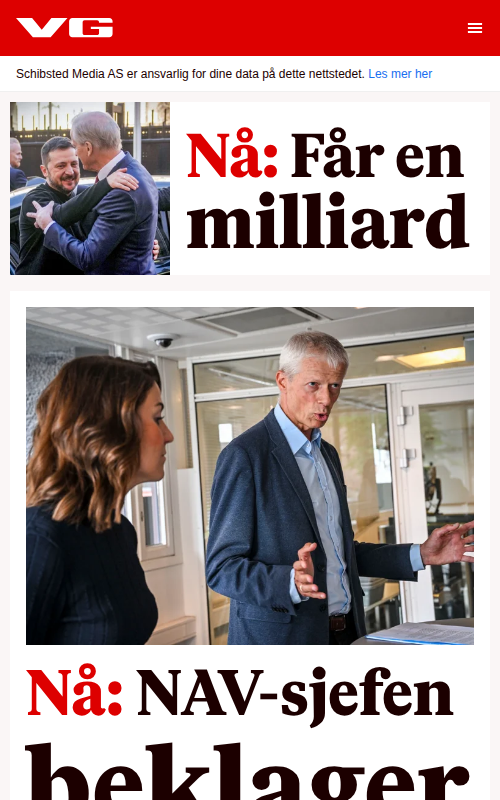 VG
Schibsted Media AS er ansvarlig for dine data på dette nettstedet. Les mer her
Nå: Får en
milliard
Nå: NAV-sjefen
beklager